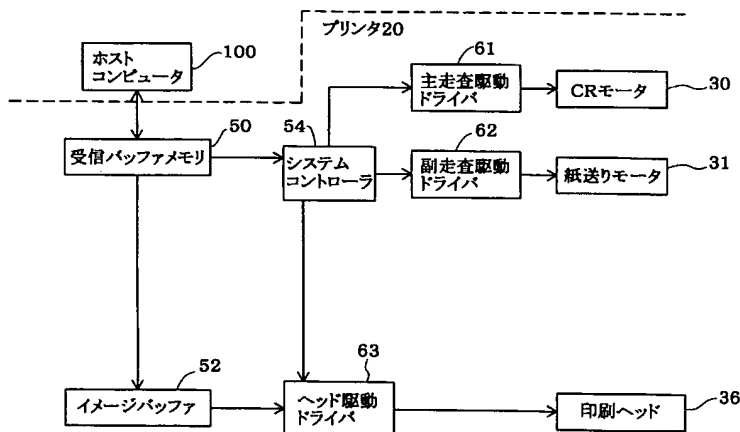 プリンタ20
ホスト
コンピュータ
100
61
主走査駆動
ドライバ
CRモータ
30
50
受信バッファメモリ
54
システム
コントローラ
62
副走査駆動
ドライバ
紙送りモータ
31
52
イメージバッファ
63
ヘッド駆動
ドライバ
印刷ヘッド
36